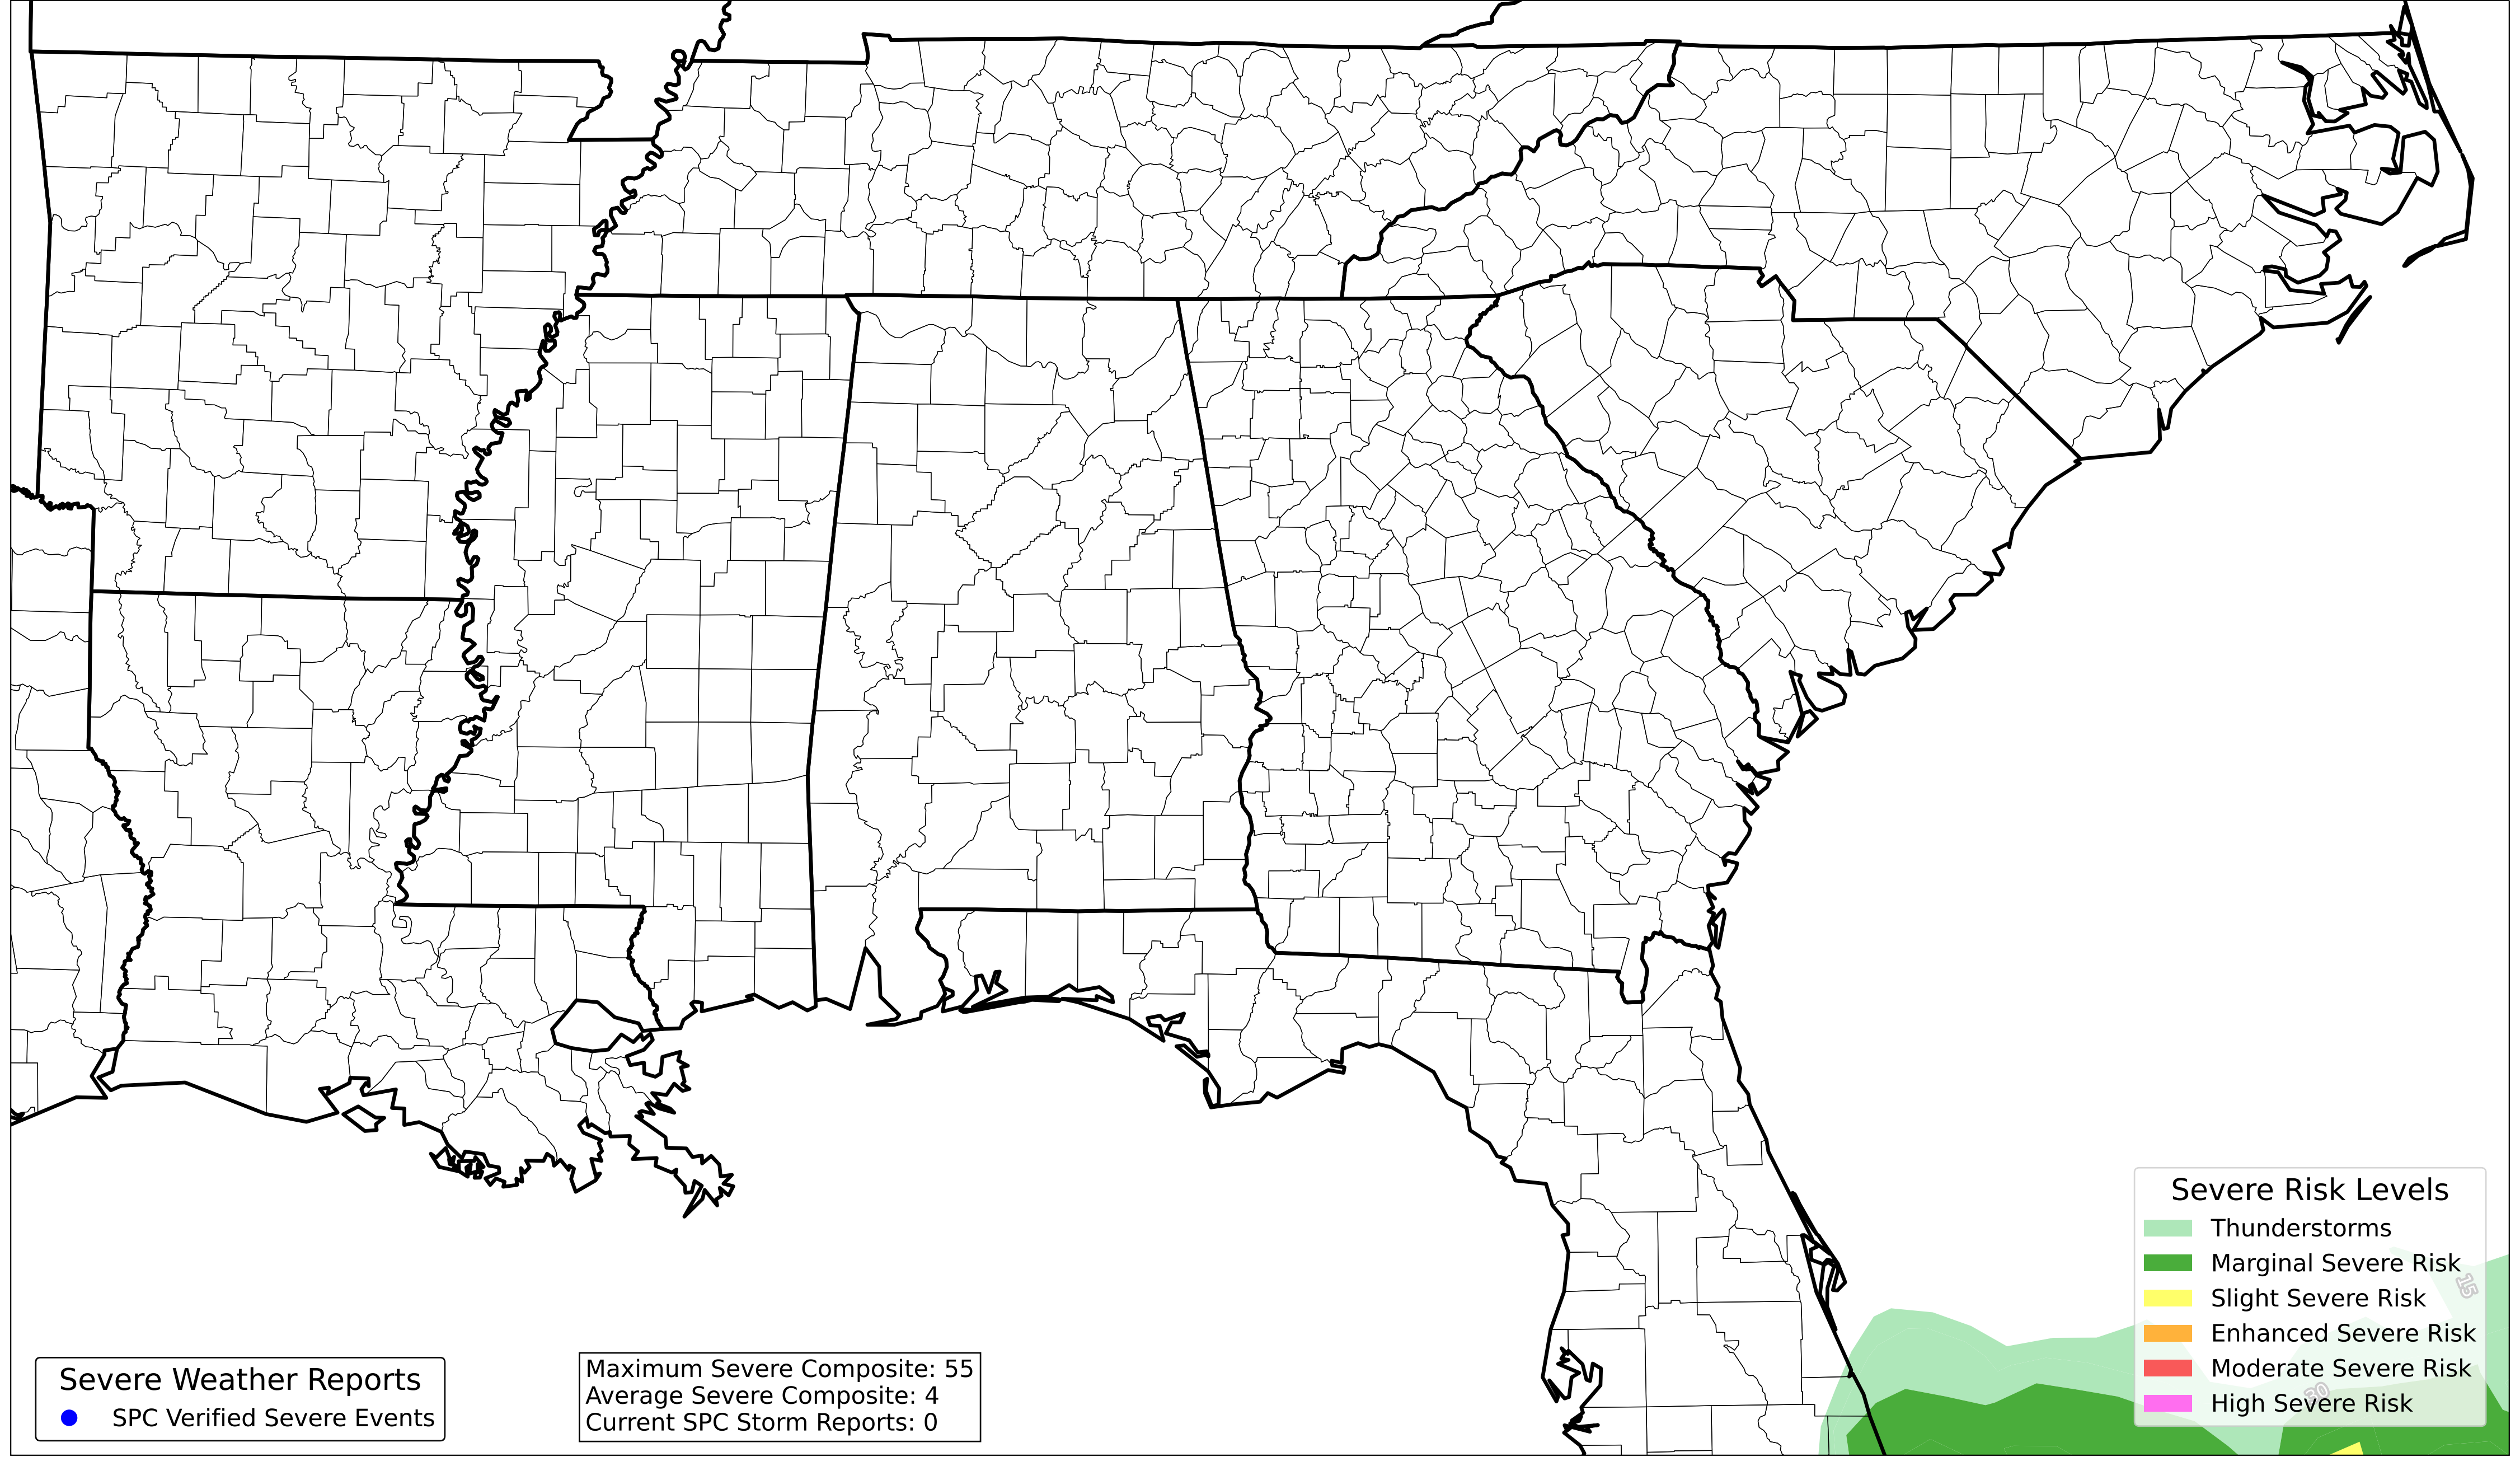 Severe Risk Levels
Thunderstorms
Marginal Severe Risk
Slight Severe Risk
Enhanced Severe Risk
Moderate Severe Risk
High Severe Risk
15
30
Severe Weather Reports
SPC Verified Severe Events
Maximum Severe Composite: 55
Average Severe Composite: 4
Current SPC Storm Reports: 0